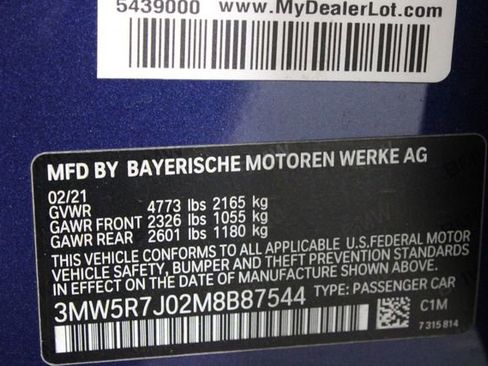 5439000 www.MyDealerLot.com
MFD BY BAYERISCHE MOTOREN WERKE AG
02/21
GVWR 4773 lbs 2165 kg
GAWR FRONT 2326 lbs 1055 kg
GAWR REAR 2601 lbs 1180 kg
THIS VEHICLE CONFORMS TO ALL APPLICABLE U.S.FEDERAL MOTOR
VEHICLE SAFETY, BUMPER, AND THEFT PREVENTION STANDARDS
IN EFFECT ON THE DATE OF MANUFACTURE SHOWN ABOVE.
3MW5R7J02M8B87544 TYPE: PASSENGER CAR
C1M
7 315 814